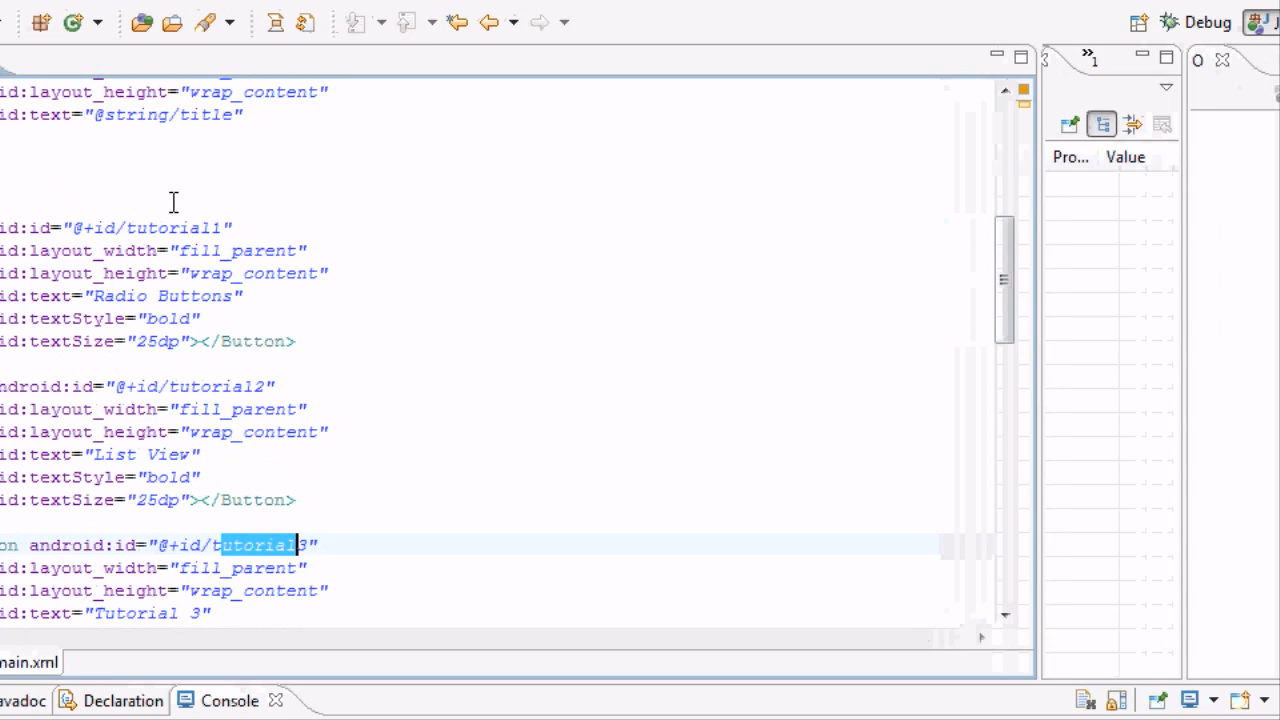 Debug
J
1
O
id:layout_height="wrap_content"
id:text="@string/title"
Pro... Value
id:id="@+id/tutorial1"
id:layout_width="fill_parent"
id:layout_height="wrap_content"
id:text="Radio Buttons"
id:textStyle="bold"
id:textSize="25dp"></Button>
ndroid:id="@+id/tutorial2"
id:layout_width="fill_parent"
id:layout_height="wrap_content"
id:text="List View"
id:textStyle="bold"
id:textSize="25dp"></Button>
on android:id="@+id/tutorial3"
id:layout_width="fill_parent"
id:layout_height="wrap_content"
id:text="Tutorial 3"
main.xml
avadoc Declaration Console